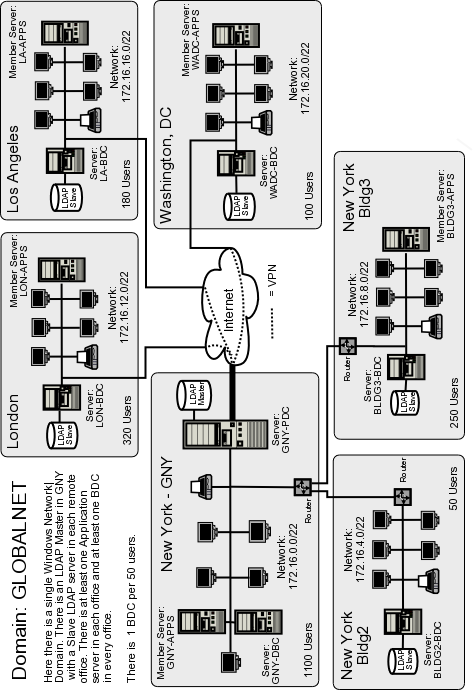 Domain: GLOBALNET
Here there is a single Windows Network
Domain. There is an LDAP Master in GNY
with a Slave LDAP server in each remote
office. There is at least one Application
server in each office and at least one BDC
in every office.
There is 1 BDC per 50 users.
London
Member Server:
LON-APPS
Network:
172.16.12.0/22
LDAP
Slave
Server:
LON-BDC
320 Users
Los Angeles
Member Server:
LA-APPS
Network:
172.16.16.0/22
LDAP
Slave
Server:
LA-BDC
180 Users
Washington, DC
Member Server:
WADC-APPS
Network:
172.16.20.0/22
LDAP
Slave
Server:
WADC-BDC
100 Users
Internet
= VPN
New York - GNY
Member Server:
GNY-APPS
Network:
172.16.0.0/22
LDAP
Master
Server:
GNY-PDC
Server:
GNY-DBC
1100 Users
Router
New York
Bldg2
Network:
172.16.4.0/22
LDAP
Slave
Server:
BLDG2-BDC
50 Users
Router
New York
Bldg3
Member Server:
BLDG3-APPS
Network:
172.16.8.0/22
Router
LDAP
Slave
Server:
BLDG3-BDC
250 Users